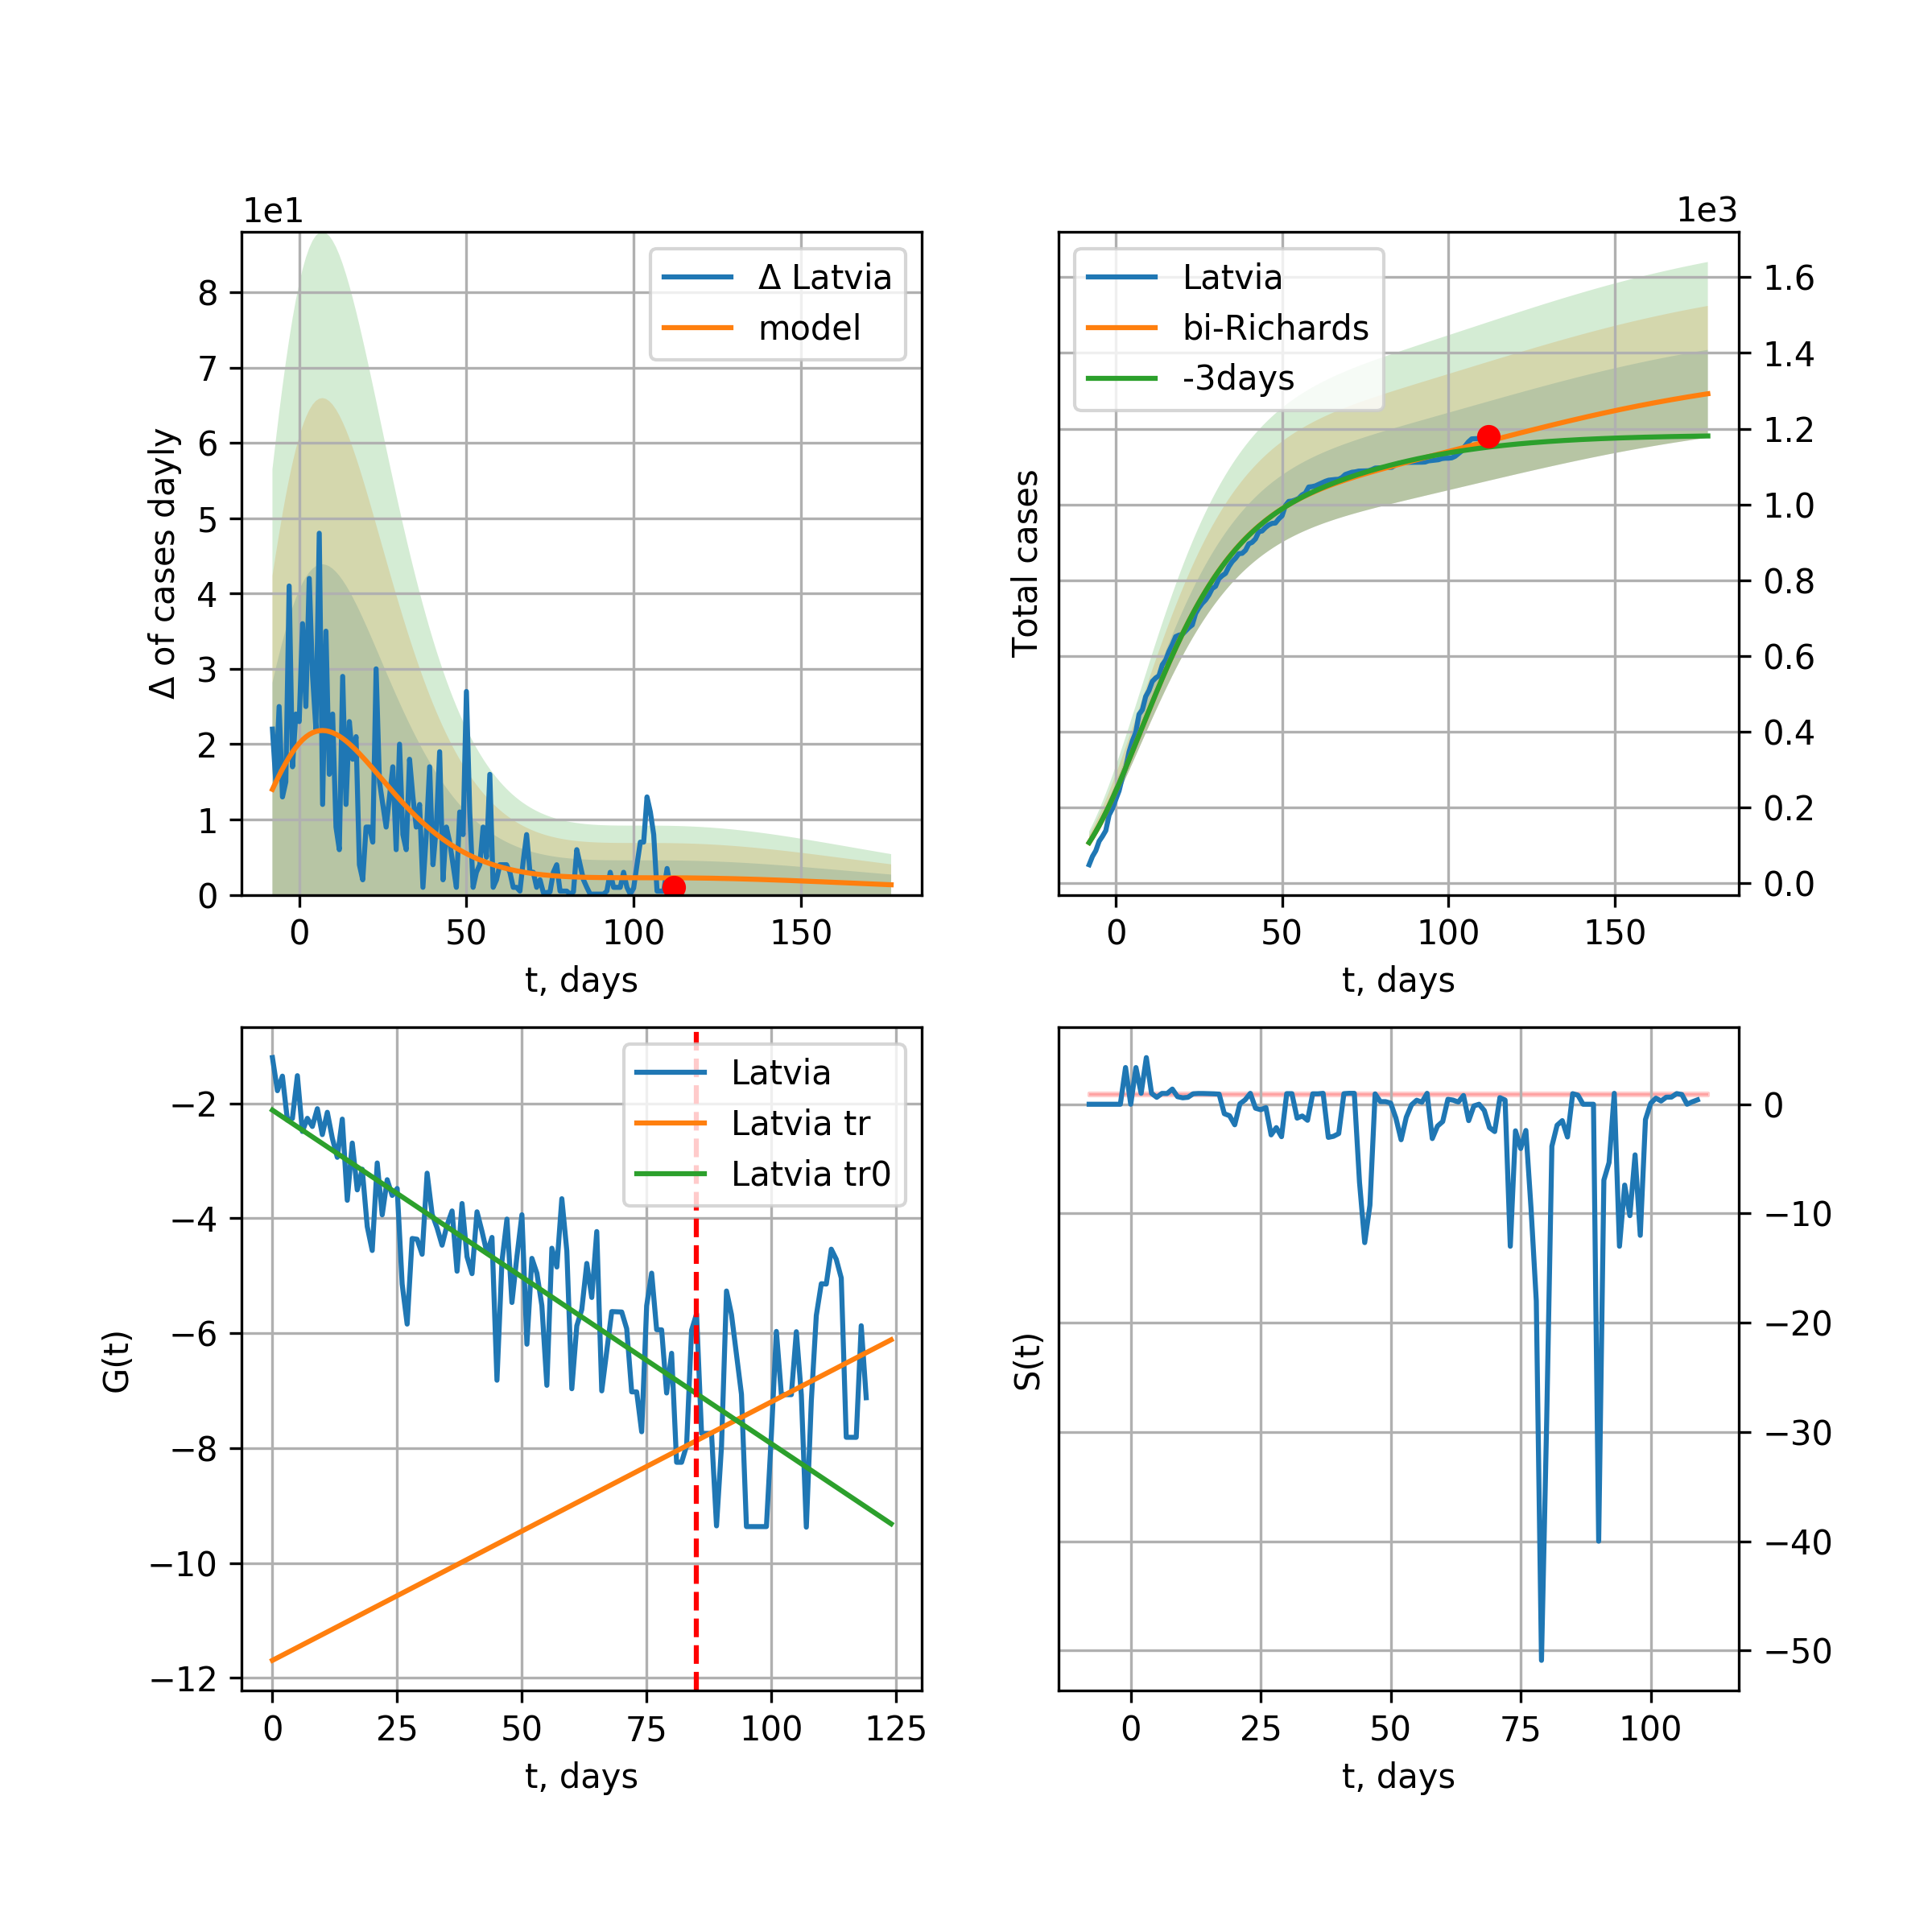 1e1
Δ Latvia
model
8
7
6
5
4
3
2
1
0
Δ of cases dayly
0 50 100 150
t, days
1e3
Latvia
bi-Richards
-3days
1.6
1.4
1.2
1.0
0.8
0.6
0.4
0.2
0.0
Total cases
0 50 100 150
t, days
Latvia
Latvia tr
Latvia tr0
−2
−4
−6
−8
−10
−12
G(t)
0 25 50 75 100 125
t, days
0
−10
−20
−30
−40
−50
S(t)
0 25 50 75 100
t, days